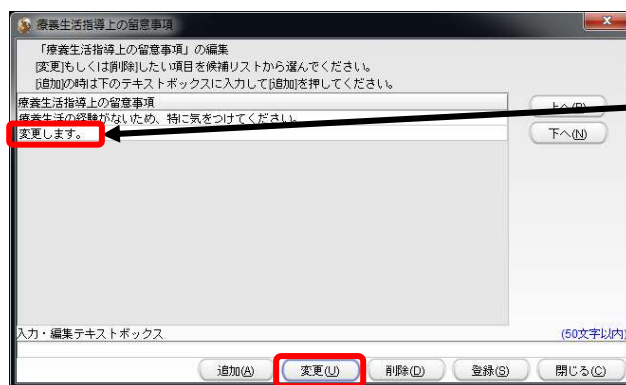 療養生活指導上の留意事項
「療養生活指導上の留意事項」の編集
[変更]もしくは[削除]したい項目を候補リストから選んでください。
[追加]の時は下のテキストボックスに入力して[追加]を押してください。
療養生活指導上の留意事項
療養生活の経験がないため、特に気をつけてください。
変更します。
上へ(P)
下へ(N)
入力・編集テキストボックス
(50文字以内)
追加(A) 変更(U) 削除(D) 登録(S) 閉じる(C)